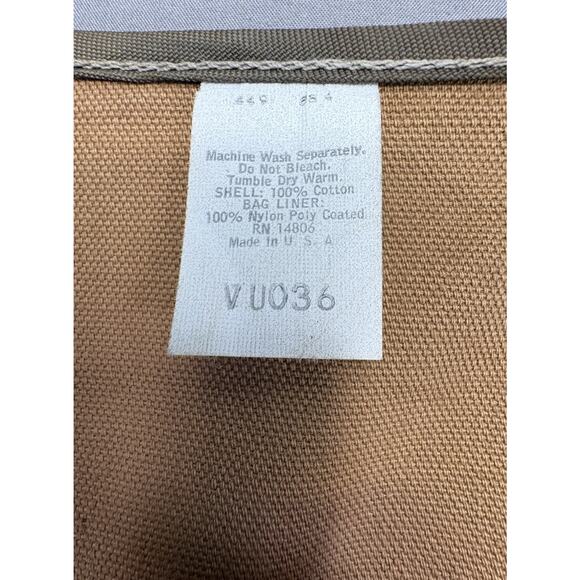 Machine Wash Separately.
Do Not Bleach.
Tumble Dry Warm.
SHELL: 100% Cotton
BAG LINER:
100% Nylon Poly Coated
RN 14806
Made in U. S. A
VU036